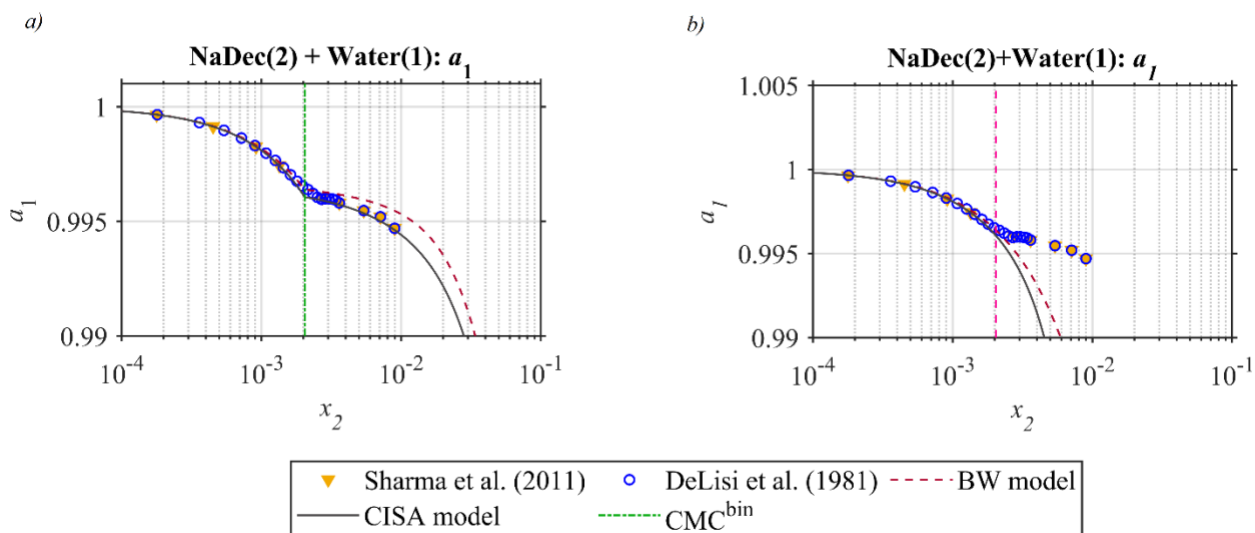 a)
NaDec(2) + Water(1): a₁
1
0.995
0.99
a₁
10⁻⁴
10⁻³
10⁻²
10⁻¹
x₂
b)
NaDec(2)+Water(1): a₁
1.005
1
0.995
0.99
a₁
10⁻⁴
10⁻³
10⁻²
10⁻¹
x₂
Sharma et al. (2011) DeLisi et al. (1981) BW model
CISA model CMCᵇⁱⁿ